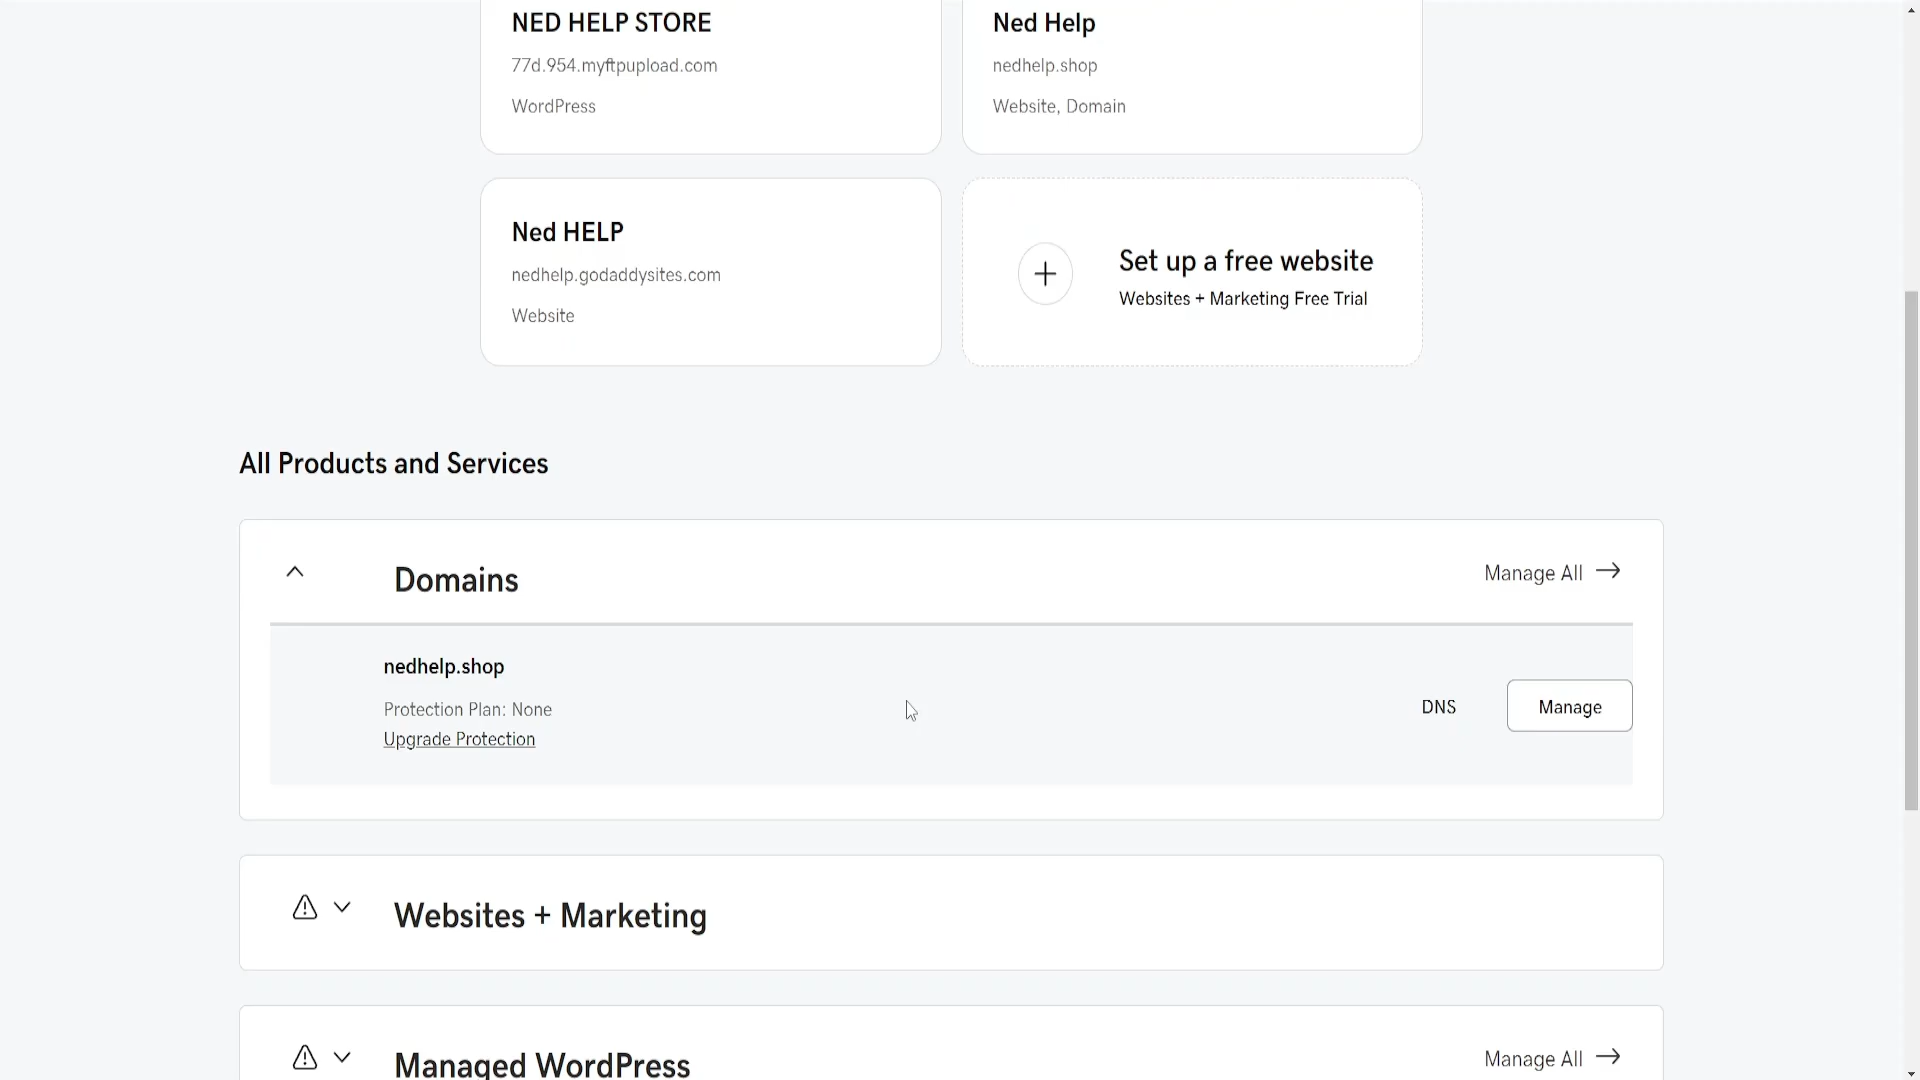 NED HELP STORE
77d.954.myftpupload.com
WordPress
Ned Help
nedhelp.shop
Website, Domain
Ned HELP
nedhelp.godaddysites.com
Website
Set up a free website
Websites + Marketing Free Trial
All Products and Services
Domains
Manage All
nedhelp.shop
Protection Plan: None
Upgrade Protection
DNS
Manage
Websites + Marketing
Managed WordPress
Manage All